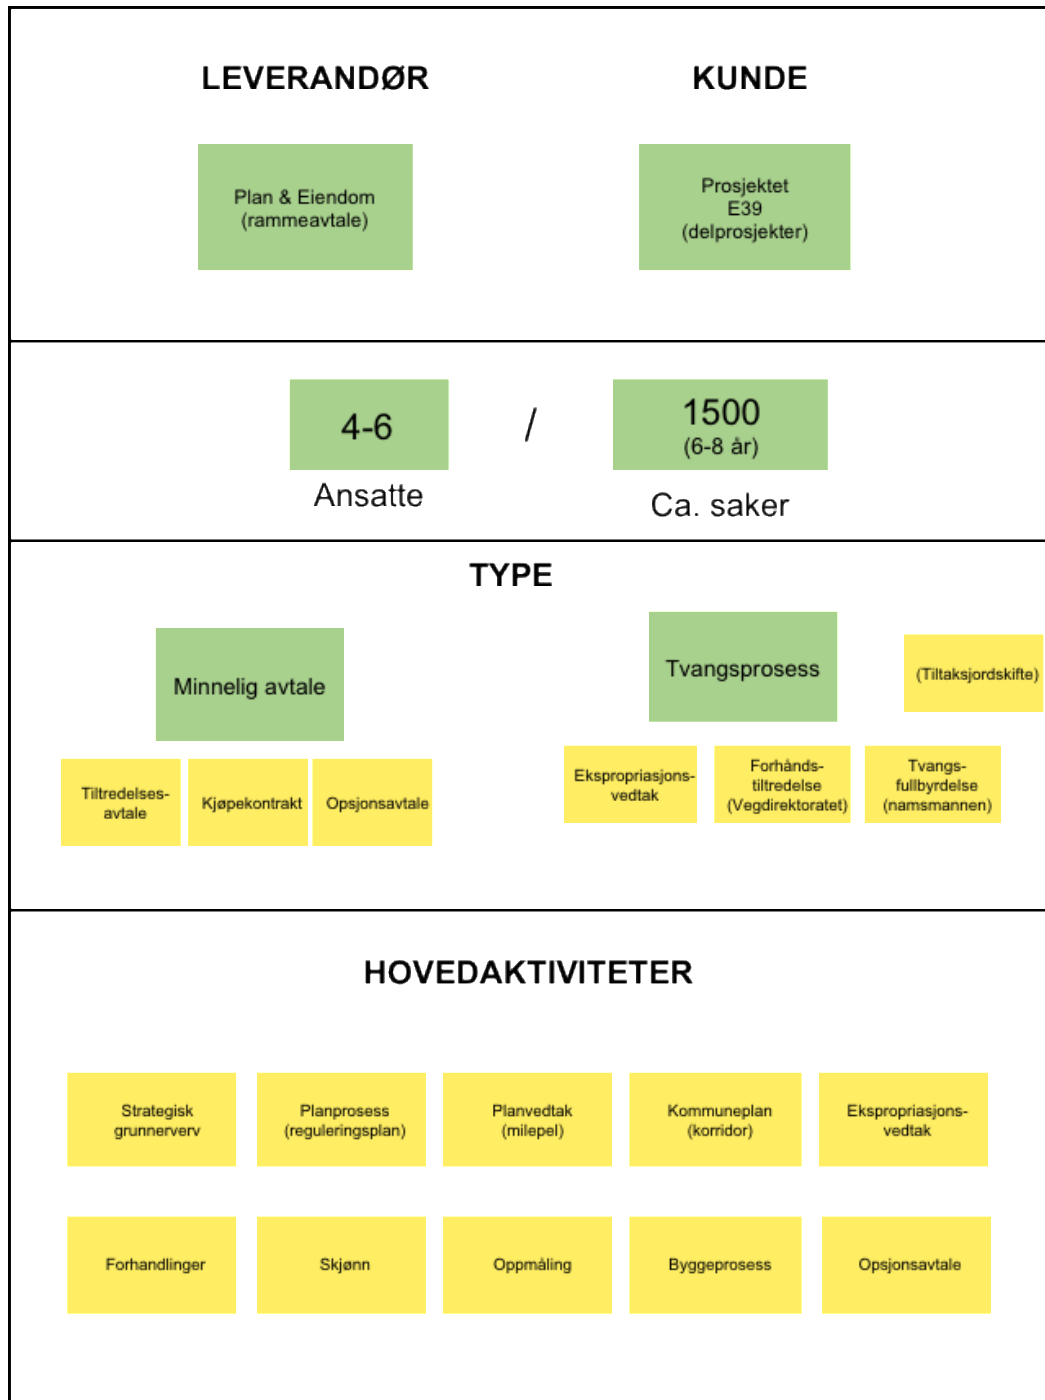 LEVERANDØR
KUNDE
Plan & Eiendom
(rammeavtale)
Prosjektet
E39
(delprosjekter)
4-6
/
1500
(6-8 år)
Ansatte
Ca. saker
TYPE
Minnelig avtale
Tvangsprosess
(Tiltaksjordskifte)
Tiltredelses-
avtale
Kjøpekontrakt
Opsjonsavtale
Ekspropriasjons-
vedtak
Forhånds-
tiltredelse
(Vegdirektoratet)
Tvangs-
fullbyrdelse
(namsmannen)
HOVEDAKTIVITETER
Strategisk
grunnerverv
Planprosess
(reguleringsplan)
Planvedtak
(milepel)
Kommuneplan
(korridor)
Ekspropriasjons-
vedtak
Forhandlinger
Skjønn
Oppmåling
Byggeprosess
Opsjonsavtale